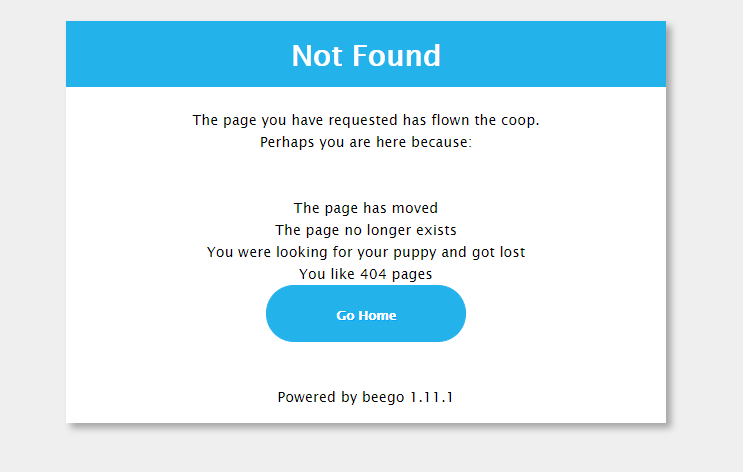 Not Found
The page you have requested has flown the coop.
Perhaps you are here because:
The page has moved
The page no longer exists
You were looking for your puppy and got lost
You like 404 pages
Go Home
Powered by beego 1.11.1